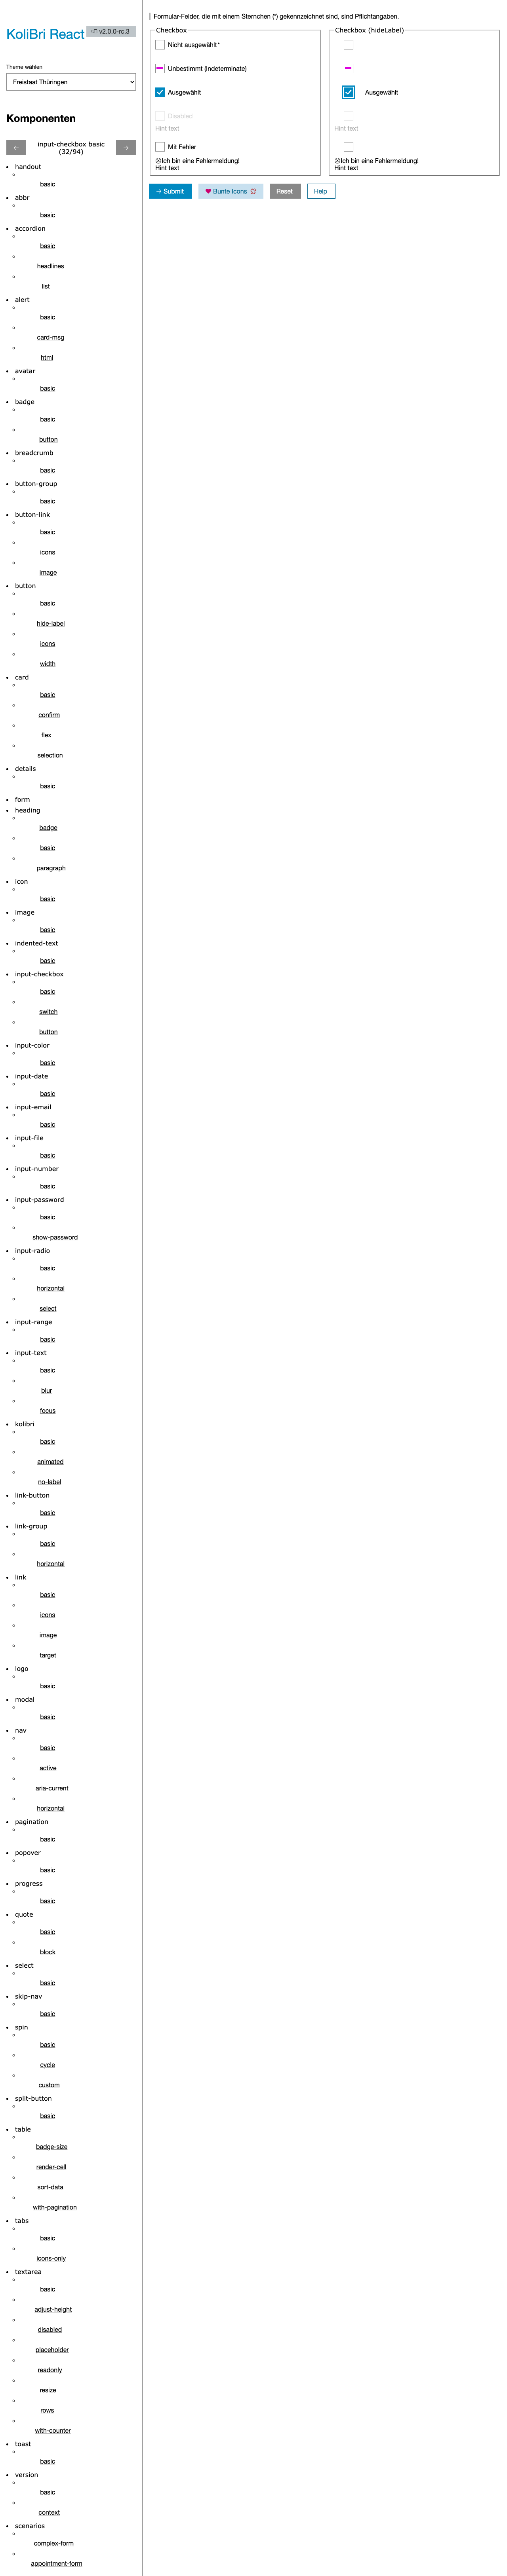 KoliBri React
v2.0.0-rc.3
Theme wählen
Freistaat Thüringen
Komponenten
←
input-checkbox basic
(32/94)
→
handout
basic
abbr
basic
accordion
basic
headlines
list
alert
basic
card-msg
html
avatar
basic
badge
basic
button
breadcrumb
basic
button-group
basic
button-link
basic
icons
image
button
basic
hide-label
icons
width
card
basic
confirm
flex
selection
details
basic
form
heading
badge
basic
paragraph
icon
basic
image
basic
indented-text
basic
input-checkbox
basic
switch
button
input-color
basic
input-date
basic
input-email
basic
input-file
basic
input-number
basic
input-password
basic
show-password
input-radio
basic
horizontal
select
input-range
basic
input-text
basic
blur
focus
kolibri
basic
animated
no-label
link-button
basic
link-group
basic
horizontal
link
basic
icons
image
target
logo
basic
modal
basic
nav
basic
active
aria-current
horizontal
pagination
basic
popover
basic
progress
basic
quote
basic
block
select
basic
skip-nav
basic
spin
basic
cycle
custom
split-button
basic
table
badge-size
render-cell
sort-data
with-pagination
tabs
basic
icons-only
textarea
basic
adjust-height
disabled
placeholder
readonly
resize
rows
with-counter
toast
basic
version
basic
context
scenarios
complex-form
appointment-form
Formular-Felder, die mit einem Sternchen (*) gekennzeichnet sind, sind Pflichtangaben.
Checkbox
Nicht ausgewählt*
Unbestimmt (Indeterminate)
Ausgewählt
Disabled
Hint text
Mit Fehler
Ich bin eine Fehlermeldung!
Hint text
Checkbox (hideLabel)
Ausgewählt
Hint text
Ich bin eine Fehlermeldung!
Hint text
→ Submit
Bunte Icons
Reset
Help